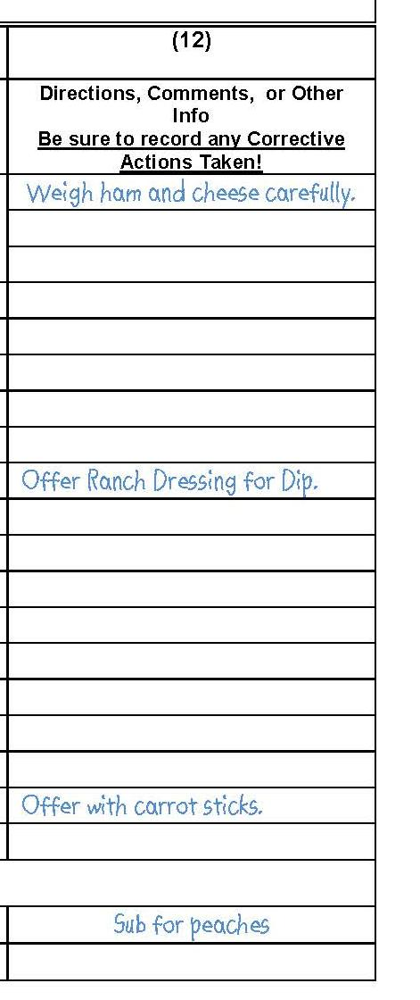 (12)
Directions, Comments, or Other
Info
Be sure to record any Corrective
Actions Taken!
Weigh ham and cheese carefully.
Offer Ranch Dressing for Dip.
Offer with carrot sticks.
Sub for peaches